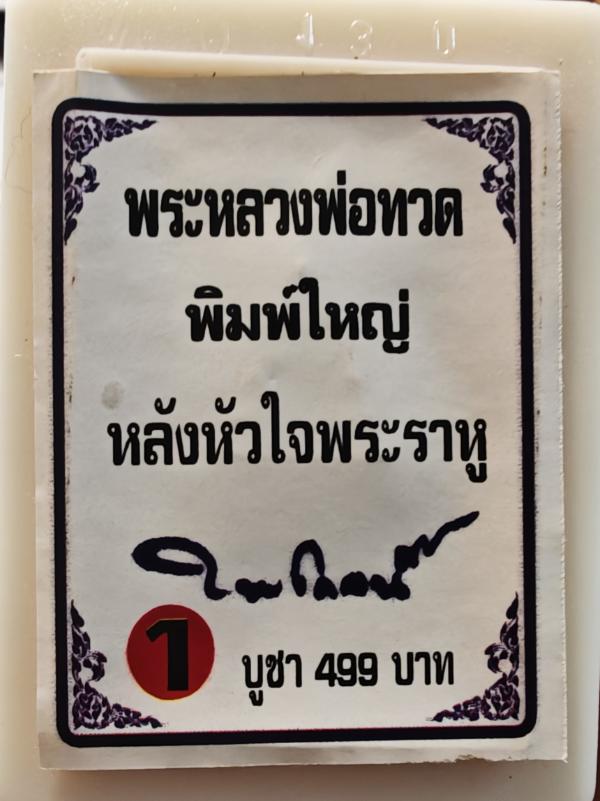 0 130
พระหลวงพ่อทวด
พิมพ์ใหญ่
หลังหัวใจพระราหู
1
บูชา 499 บาท